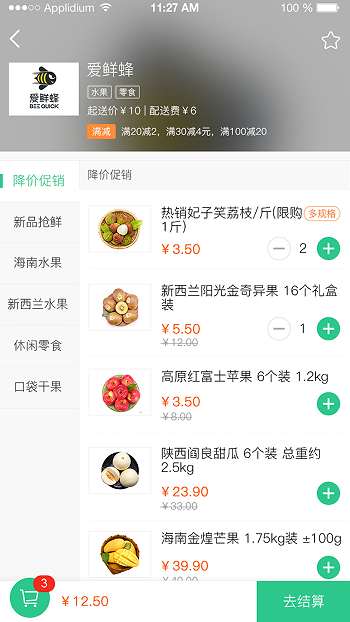 Applidium
11:27 AM
100 %
爱鲜蜂
BEE QUICK
爱鲜蜂
水果 零食
起送价￥10 | 配送费￥6
满减 满20减2，满30减4元，满100减20
降价促销
新品抢鲜
海南水果
新西兰水果
休闲零食
口袋干果
降价促销
热销妃子笑荔枝/斤(限购
1斤)
多规格
￥3.50
2
新西兰阳光金奇异果 16个礼盒
装
￥5.50
1
￥12.00
高原红富士苹果 6个装 1.2kg
￥3.50
￥8.00
陕西阎良甜瓜 6个装 总重约
2.5kg
￥23.90
￥33.00
海南金煌芒果 1.75kg装 ±100g
￥39.90
3
￥12.50
去结算